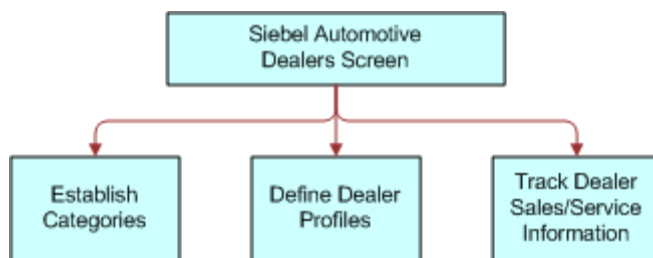 Siebel Automotive
Dealers Screen
Establish
Categories
Define Dealer
Profiles
Track Dealer
Sales/Service
Information